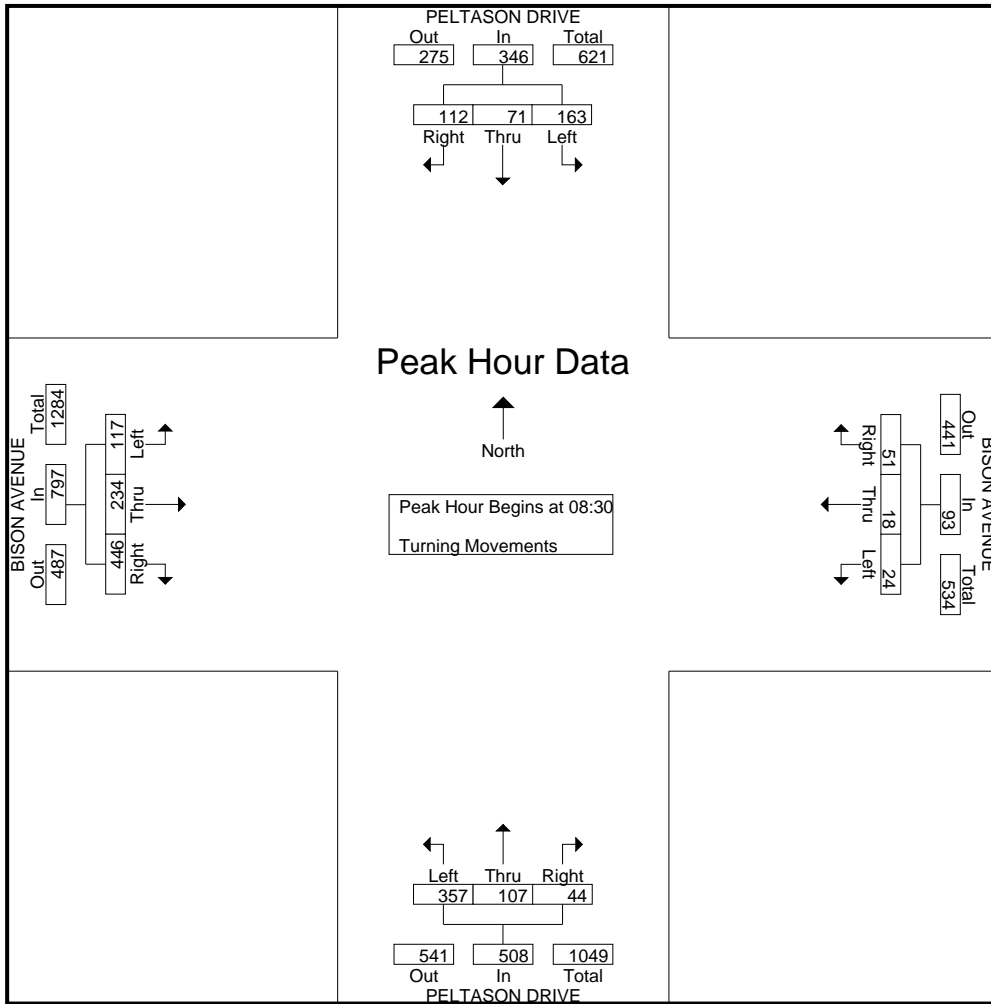 PELTASON DRIVE
Out In Total
275 346 621
112 71 163
Right Thru Left
Peak Hour Data
North
Peak Hour Begins at 08:30
Turning Movements
BISON AVENUE
Total In Out
1284 797 487
117 234 446
Left Thru Right
BISON AVENUE
Out In Total
441 93 534
51 18 24
Right Thru Left
Left Thru Right
357 107 44
541 508 1049
Out In Total
PELTASON DRIVE